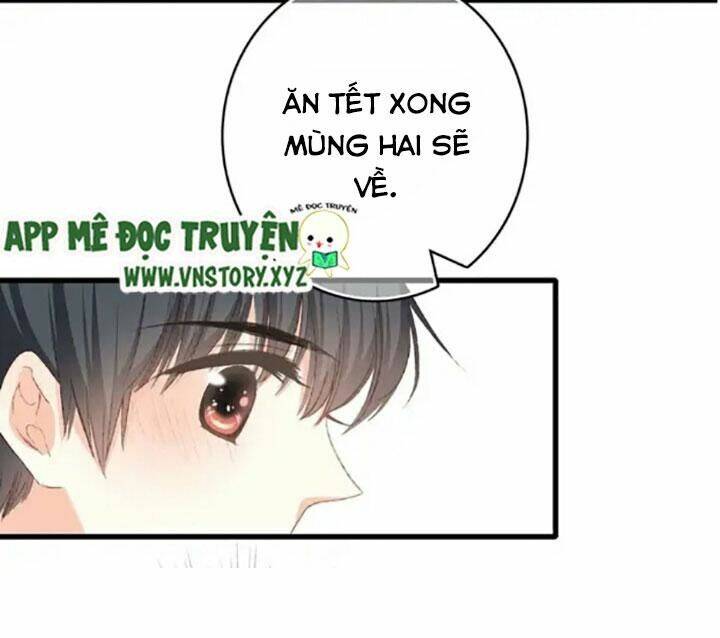 ĂN TẾT XONG
MÙNG HAI SẼ
VỀ.
MÊ ĐỌC TRUYỆN
APP MÊ ĐỌC TRUYỆN
WWW.VNSTORY.XYZ